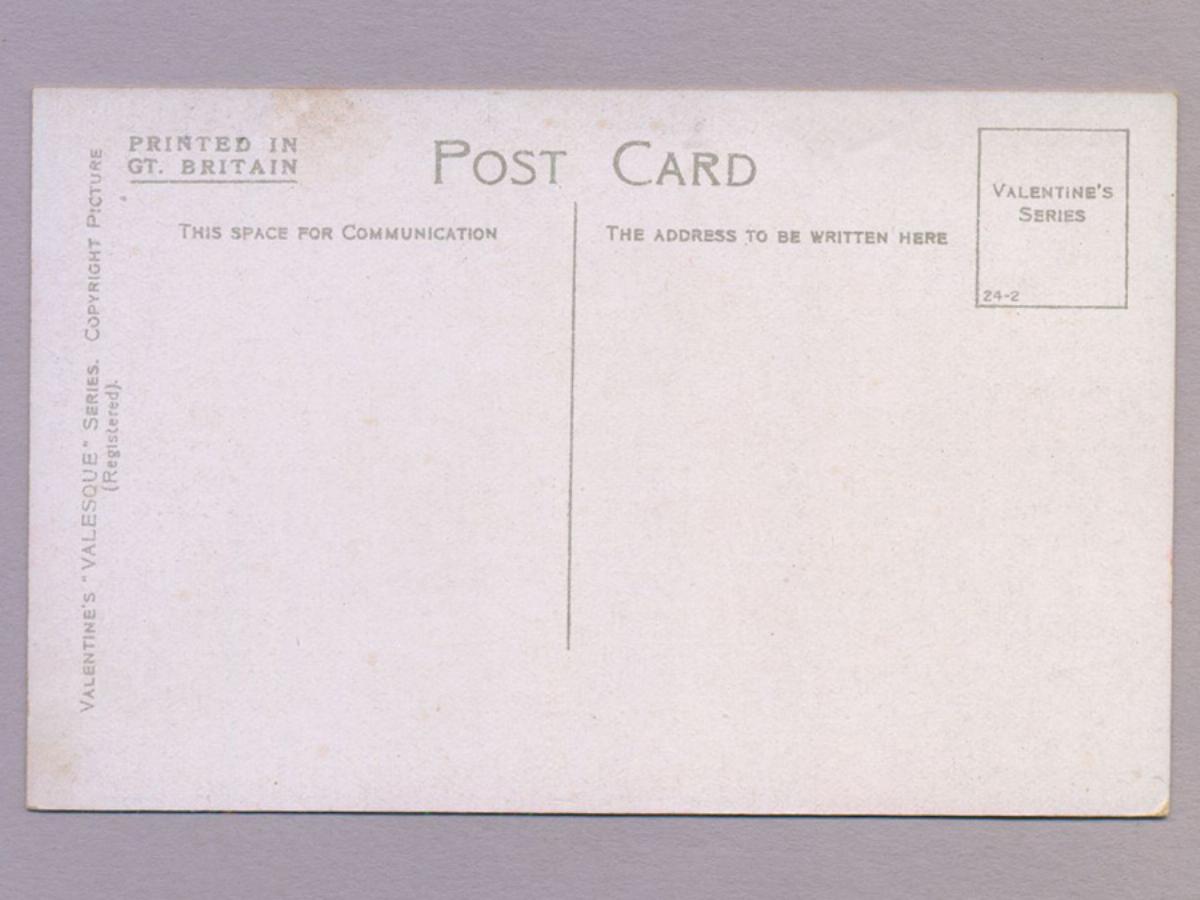 PRINTED IN
GT. BRITAIN
POST CARD
VALENTINE'S
SERIES
24-2
THIS SPACE FOR COMMUNICATION
THE ADDRESS TO BE WRITTEN HERE
VALENTINE'S "VALESQUE" SERIES. COPYRIGHT PICTURE
(Registered).